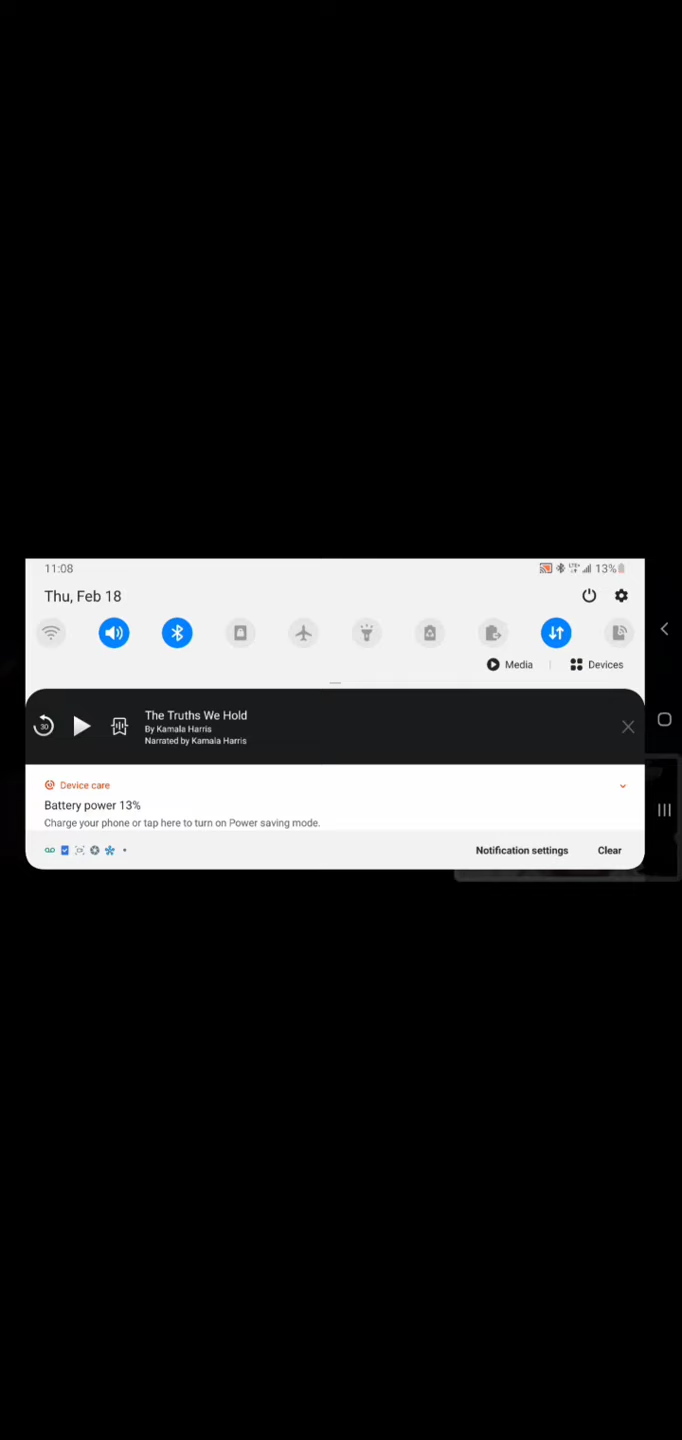 11:08
LTE+ 13%
Thu, Feb 18
Media
Devices
30
The Truths We Hold
By Kamala Harris
Narrated by Kamala Harris
Device care
Battery power 13%
Charge your phone or tap here to turn on Power saving mode.
Notification settings Clear